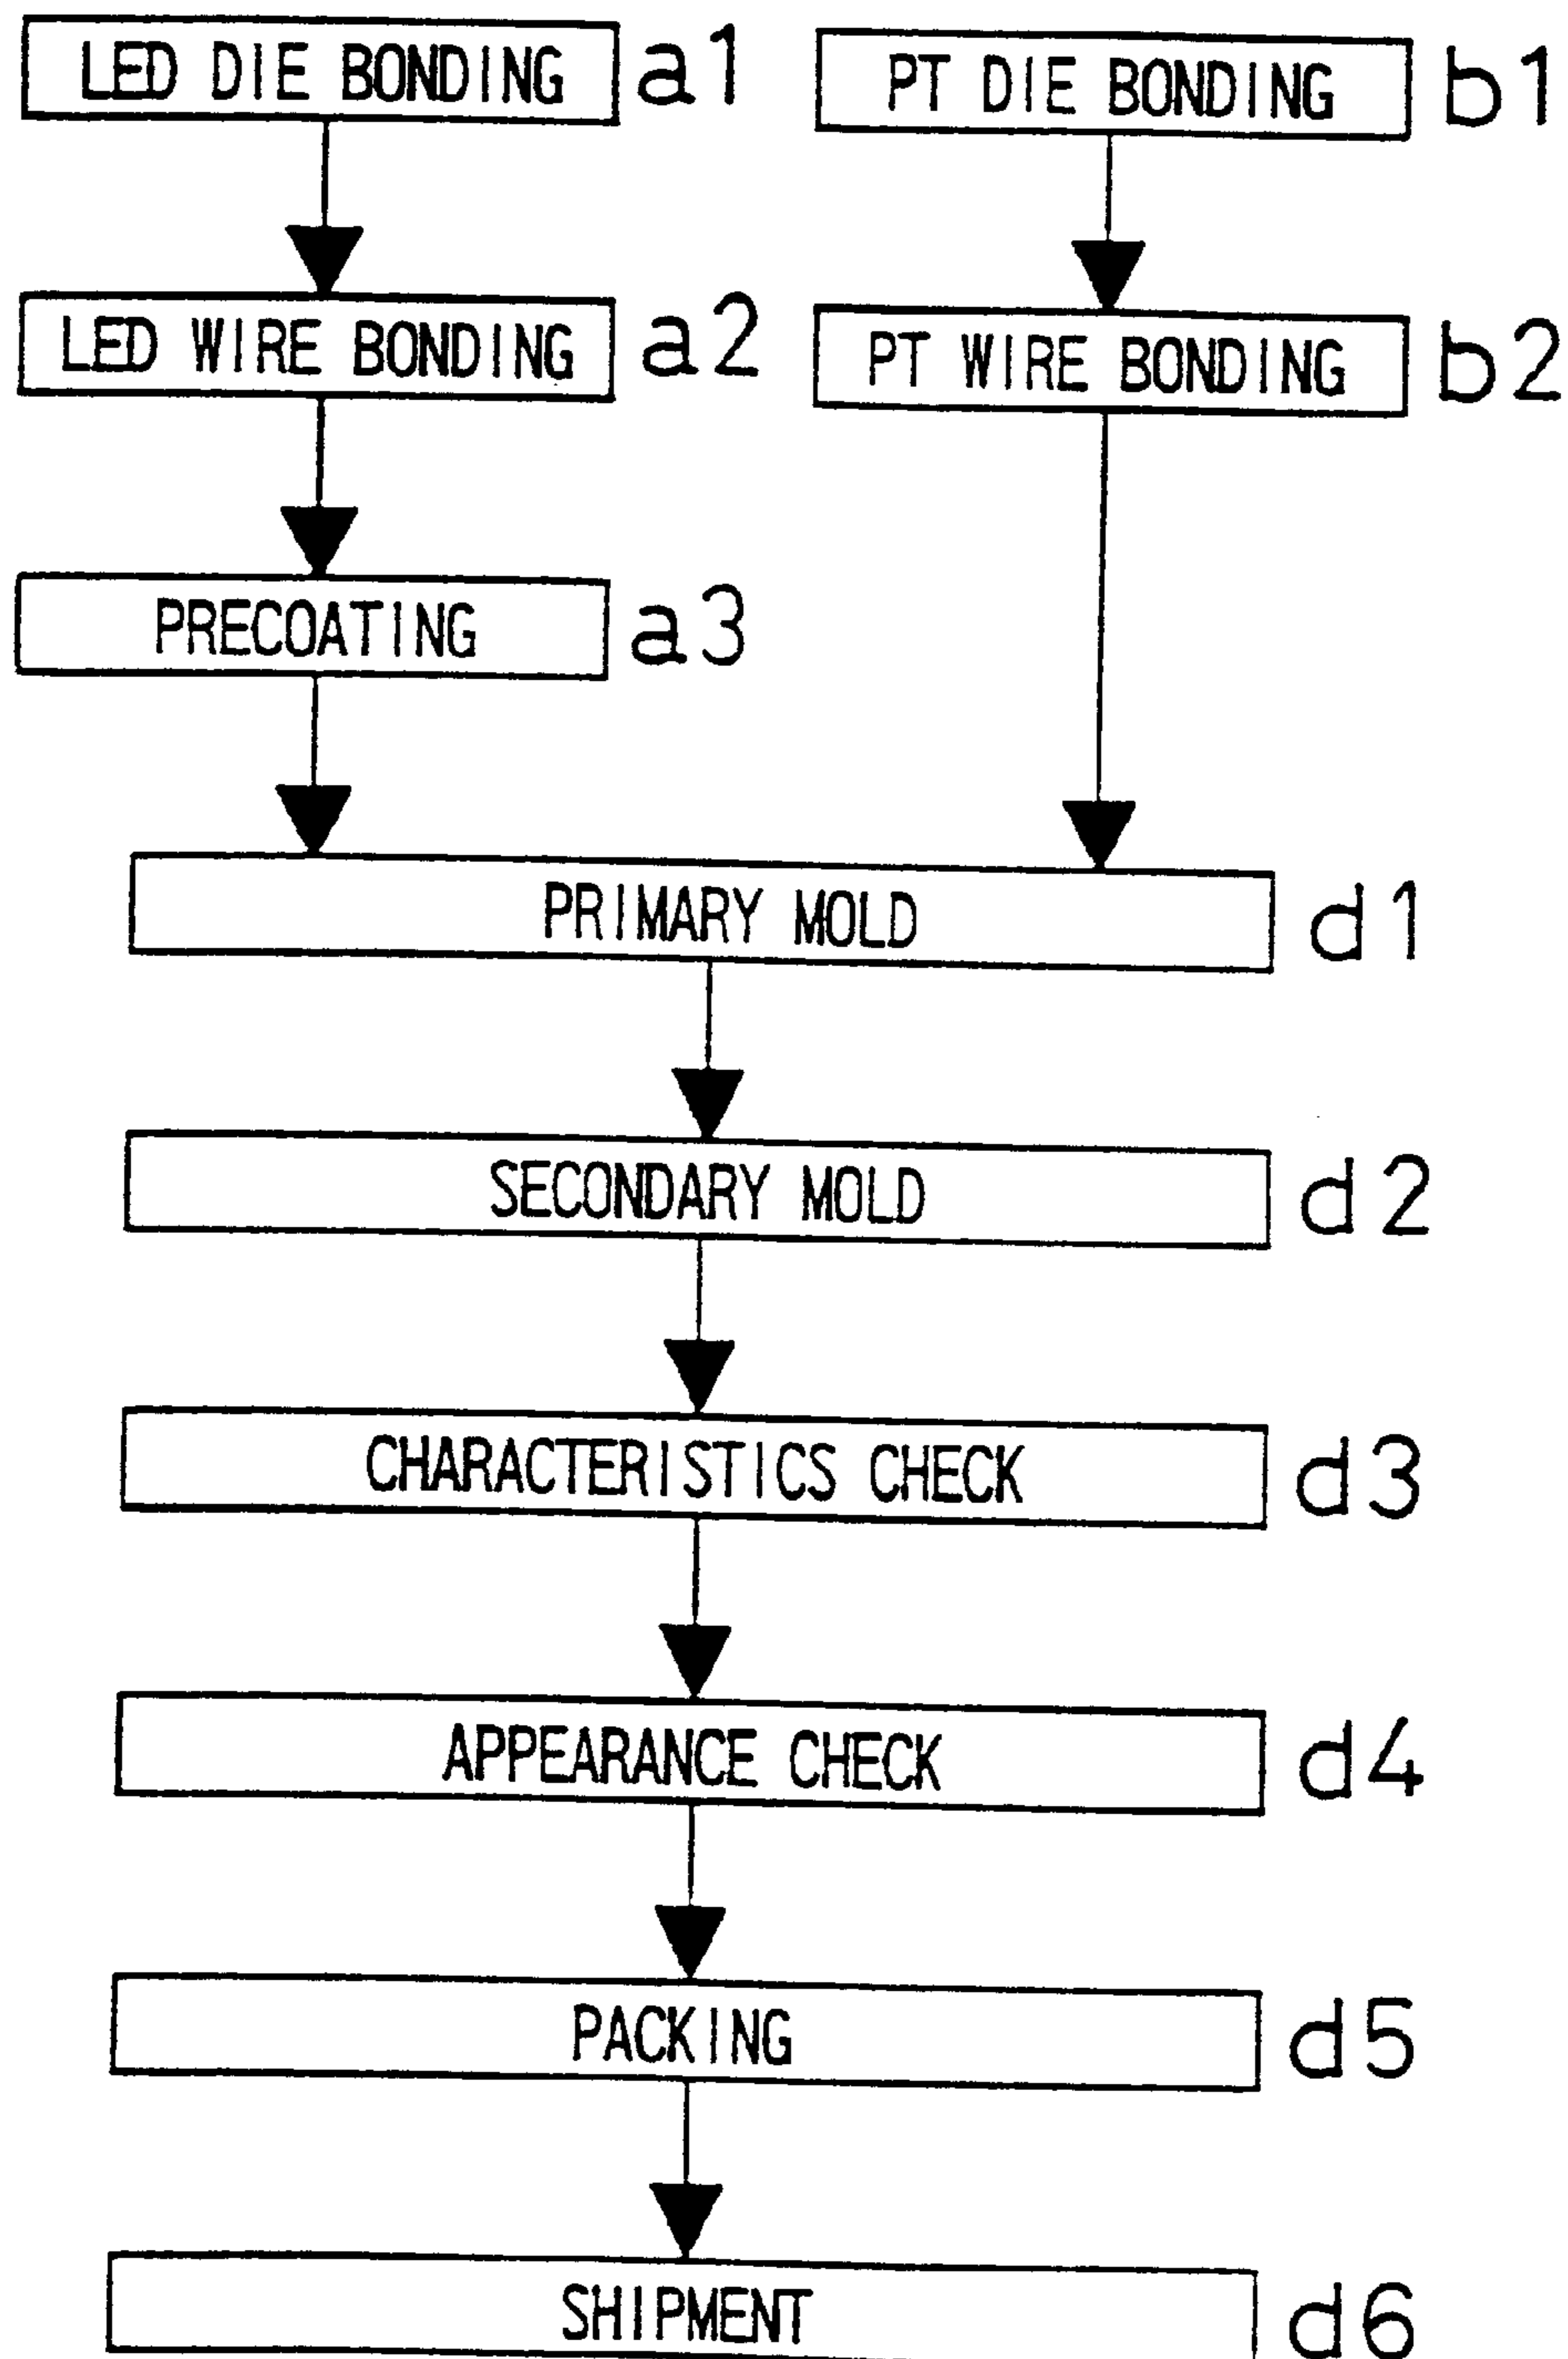 LED DIE BONDING a1
PT DIE BONDING b1
LED WIRE BONDING a2
PT WIRE BONDING b2
PRECOATING a3
PRIMARY MOLD d1
SECONDARY MOLD d2
CHARACTERISTICS CHECK d3
APPEARANCE CHECK d4
PACKING d5
SHIPMENT d6